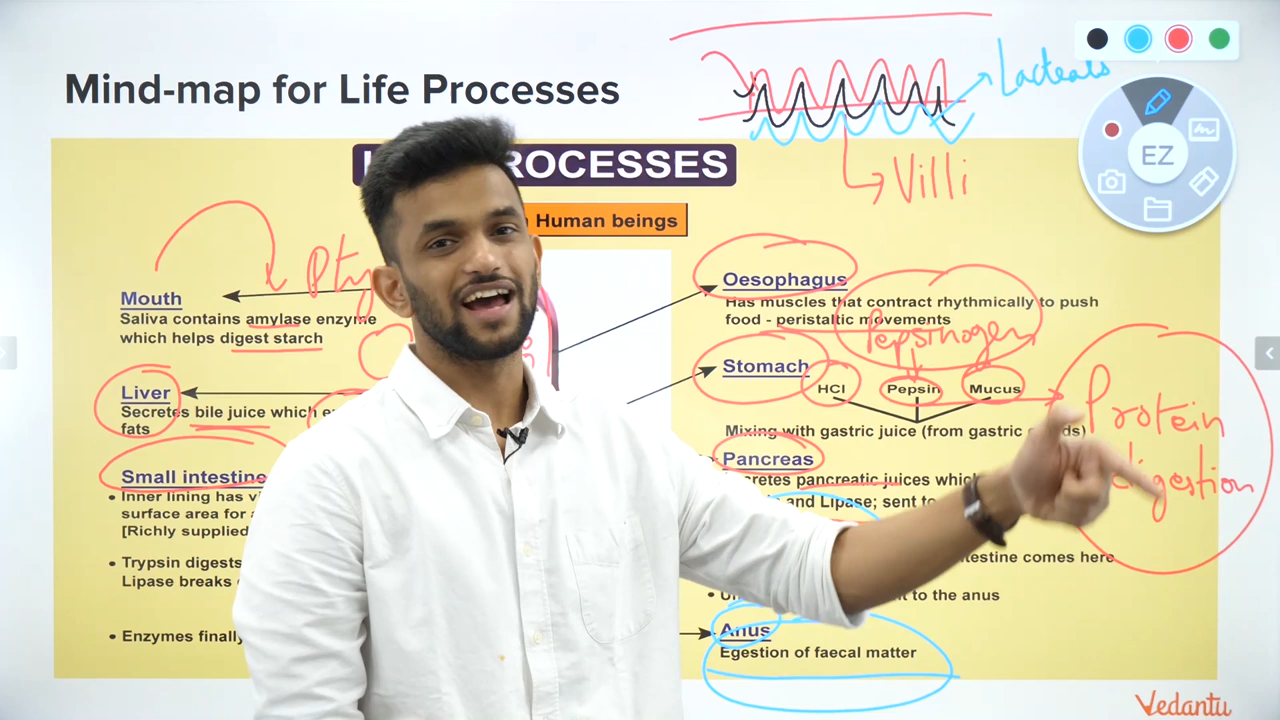 Mind-map for Life Processes
Lacteals
Villi
EZ
ROCESSES
Human beings
Pty
Mouth
Saliva contains amylase enzyme
which helps digest starch
Liver
Secretes bile juice which
fats
Small intestine
• Inner lining has
surface area for
[Richly supplied
• Trypsin digests
Lipase breaks
• Enzymes finally
Oesophagus
Has muscles that contract rhythmically to push
food - peristaltic movements
Pepsinogen
Stomach
HCl Pepsin Mucus
Mixing with gastric juice (from gastric
Protein
digestion
Pancreas
pancreatic juices which
and Lipase; sent to
comes here
to the anus
Anus
Egestion of faecal matter
Vedantu